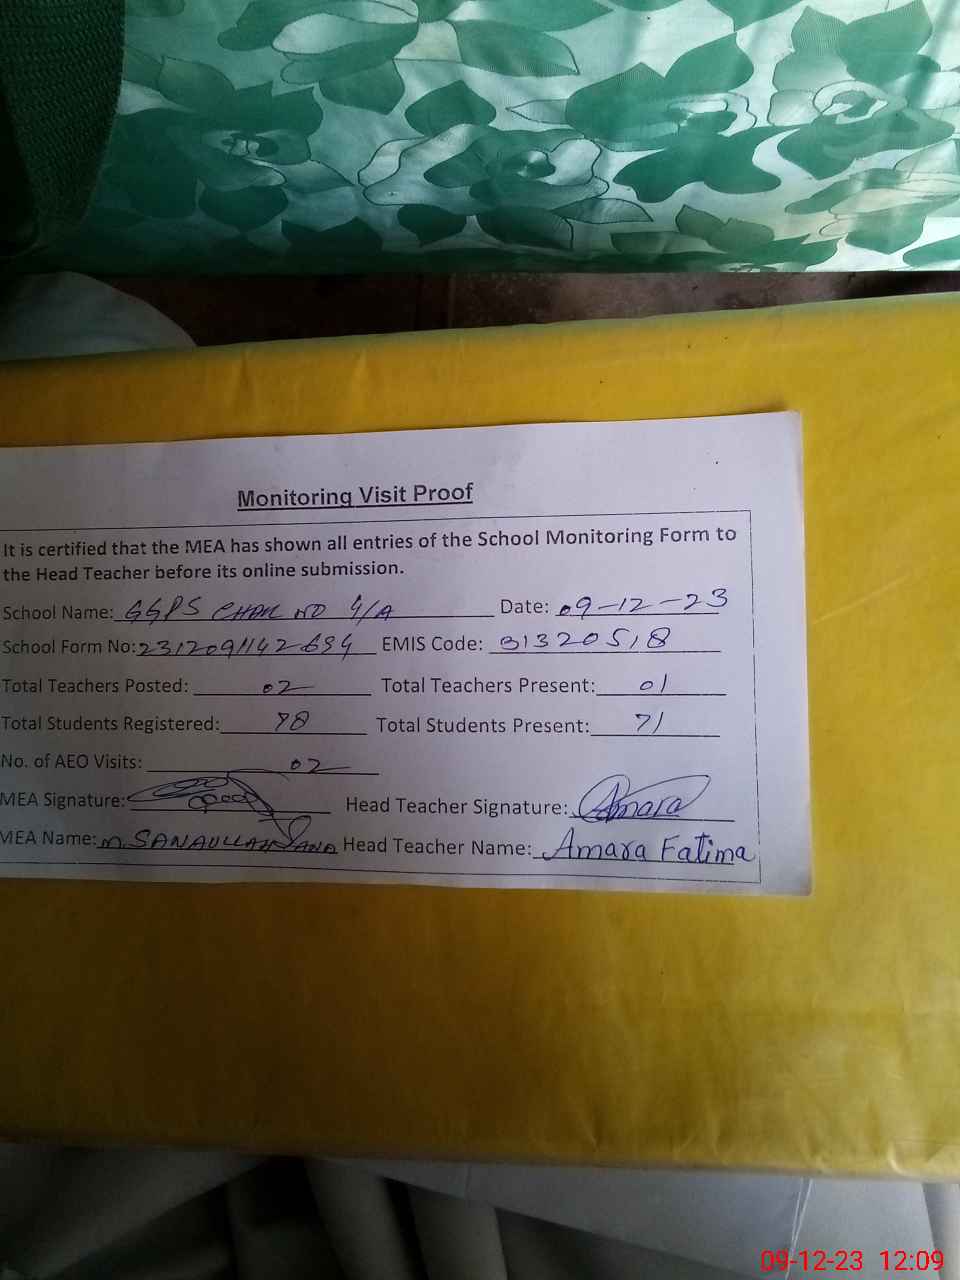 Monitoring Visit Proof
It is certified that the MEA has shown all entries of the School Monitoring Form to
the Head Teacher before its online submission.
School Name: GGPS CHAK NO 4/A Date: 09-12-23
School Form No: 2312091142694 EMIS Code: 31320518
Total Teachers Posted: 02 Total Teachers Present: 01
Total Students Registered: 78 Total Students Present: 71
No. of AEO Visits: 02
MEA Signature: Head Teacher Signature: Amara
MEA Name: M. SANAULLAH RANA Head Teacher Name: Amara Fatima
09-12-23 12:09